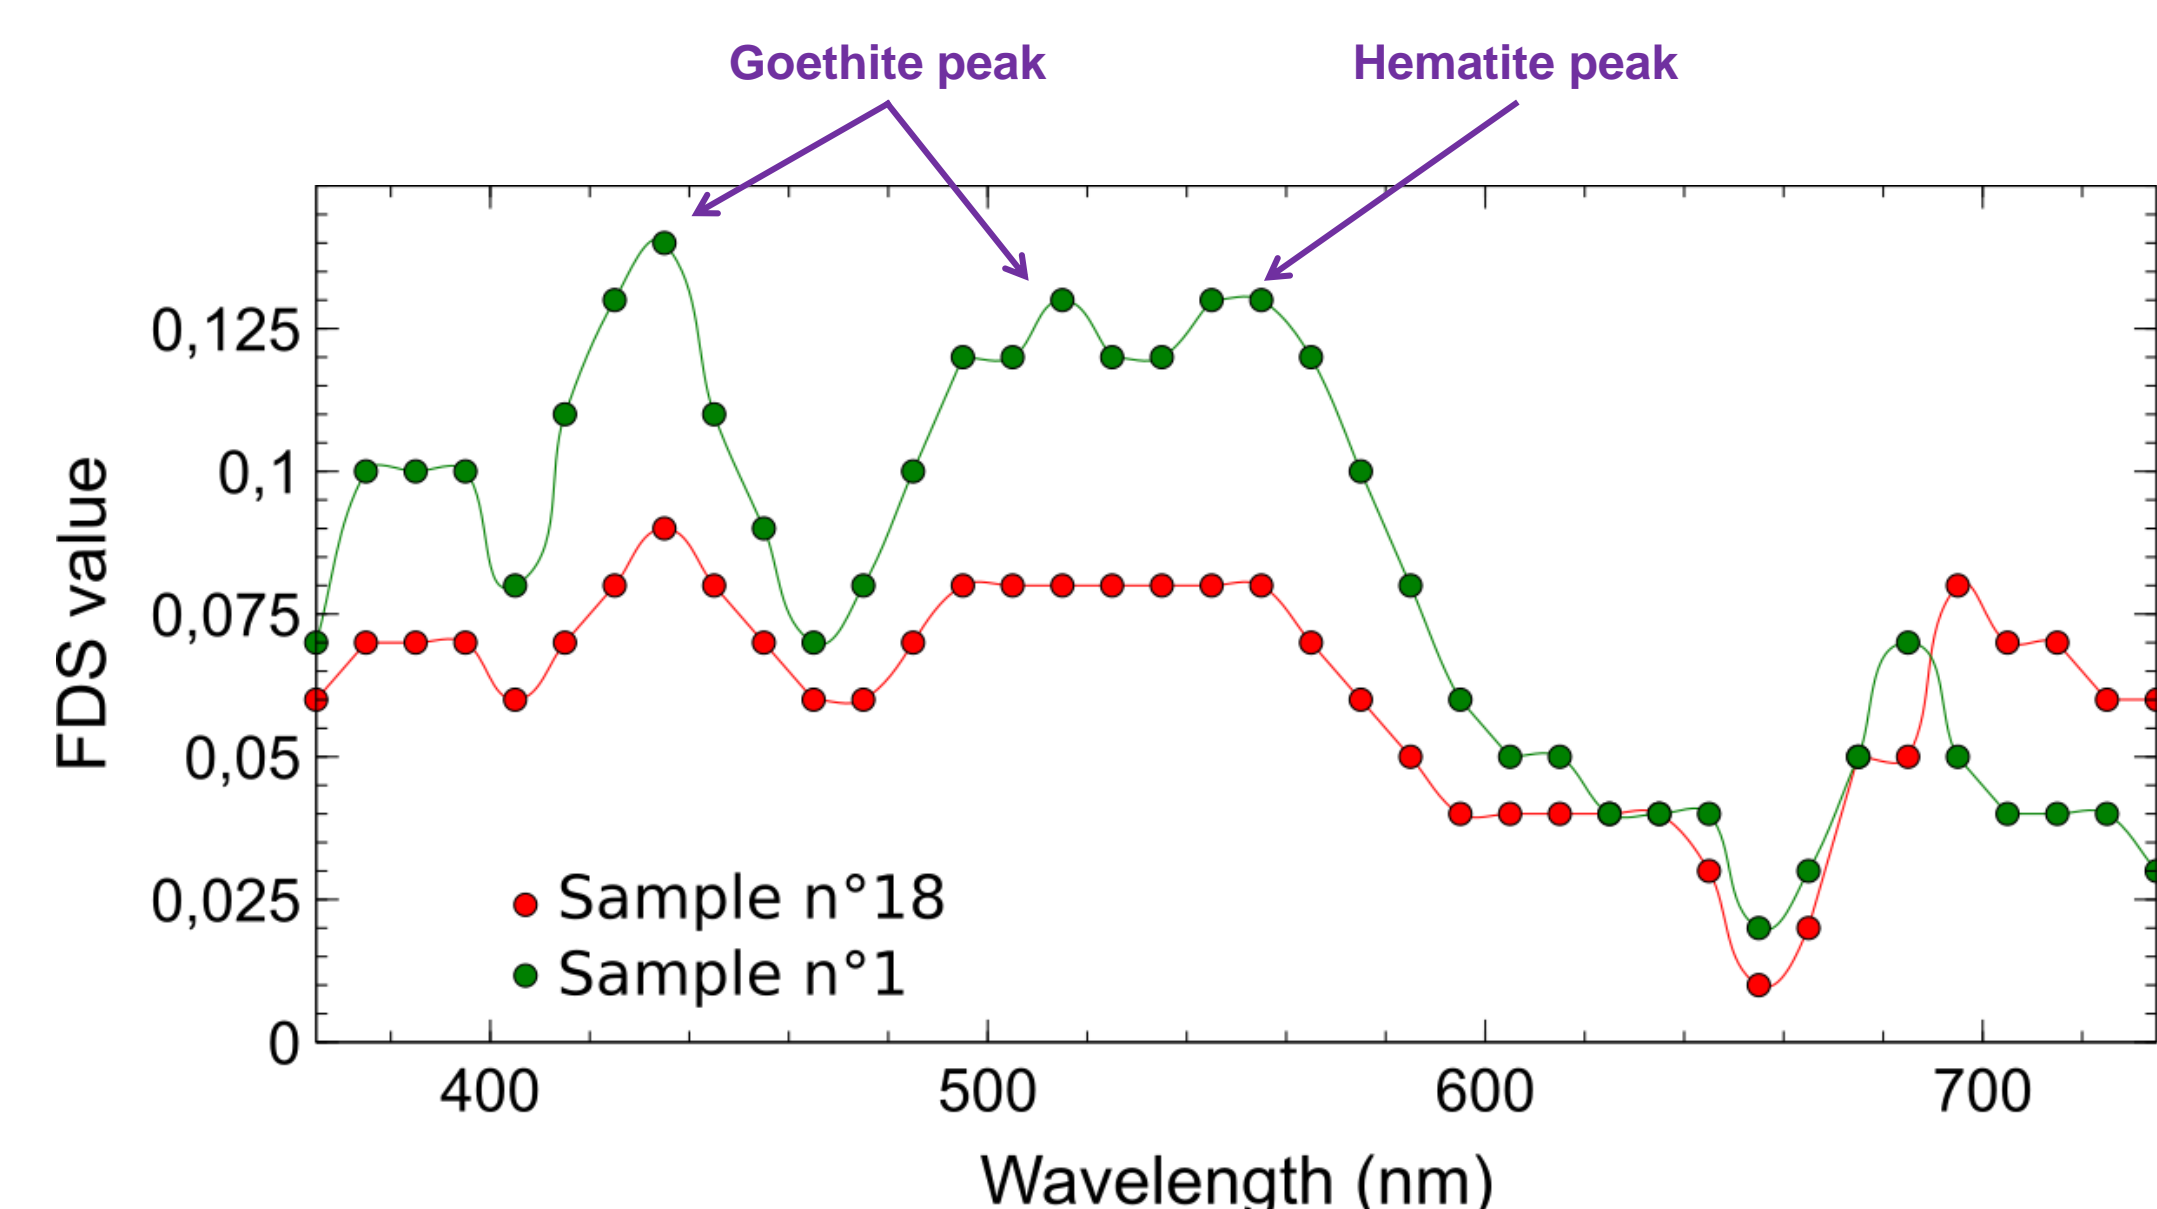 Goethite peak
Hematite peak
FDS value
0,125
0,1
0,075
0,05
0,025
0
Sample n°18
Sample n°1
400 500 600 700
Wavelength (nm)